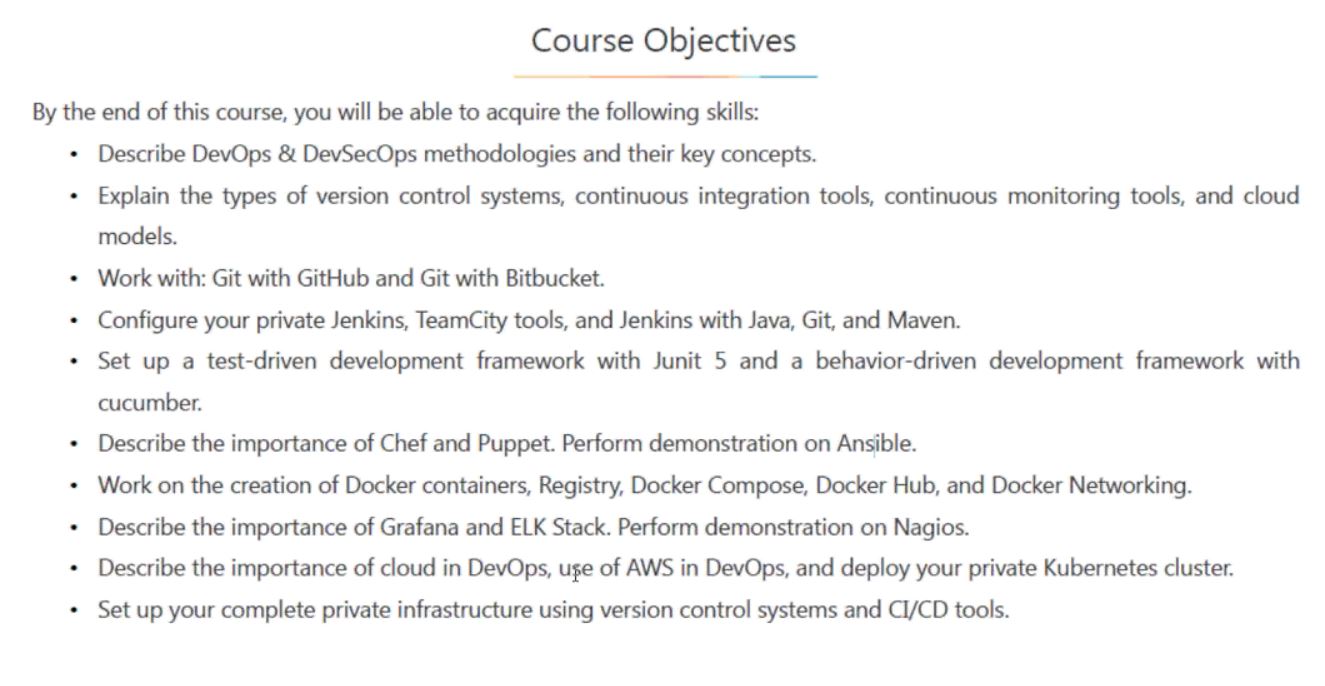 Course Objectives
By the end of this course, you will be able to acquire the following skills:
• Describe DevOps & DevSecOps methodologies and their key concepts.
• Explain the types of version control systems, continuous integration tools, continuous monitoring tools, and cloud
models.
• Work with: Git with GitHub and Git with Bitbucket.
• Configure your private Jenkins, TeamCity tools, and Jenkins with Java, Git, and Maven.
• Set up a test-driven development framework with Junit 5 and a behavior-driven development framework with
cucumber.
• Describe the importance of Chef and Puppet. Perform demonstration on Ansible.
• Work on the creation of Docker containers, Registry, Docker Compose, Docker Hub, and Docker Networking.
• Describe the importance of Grafana and ELK Stack. Perform demonstration on Nagios.
• Describe the importance of cloud in DevOps, use of AWS in DevOps, and deploy your private Kubernetes cluster.
• Set up your complete private infrastructure using version control systems and CI/CD tools.